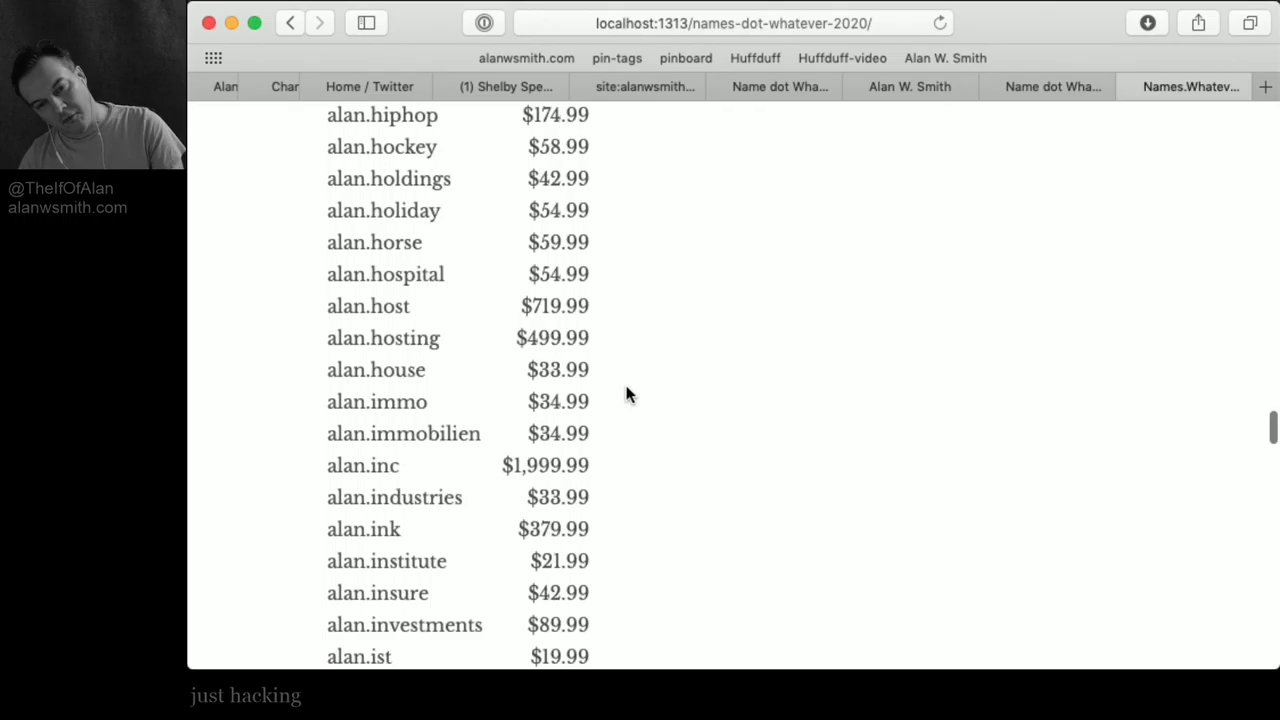 localhost:1313/names-dot-whatever-2020/
alanwsmith.com pin-tags pinboard Huffduff Huffduff-video Alan W. Smith
Alan Char Home / Twitter (1) Shelby Spe... site:alanwsmith... Name dot Wha... Alan W. Smith Name dot Wha... Names.Whatev...
@TheIfOfAlan
alanwsmith.com
alan.hiphop $174.99
alan.hockey $58.99
alan.holdings $42.99
alan.holiday $54.99
alan.horse $59.99
alan.hospital $54.99
alan.host $719.99
alan.hosting $499.99
alan.house $33.99
alan.immo $34.99
alan.immobilien $34.99
alan.inc $1,999.99
alan.industries $33.99
alan.ink $379.99
alan.institute $21.99
alan.insure $42.99
alan.investments $89.99
alan.ist $19.99
just hacking